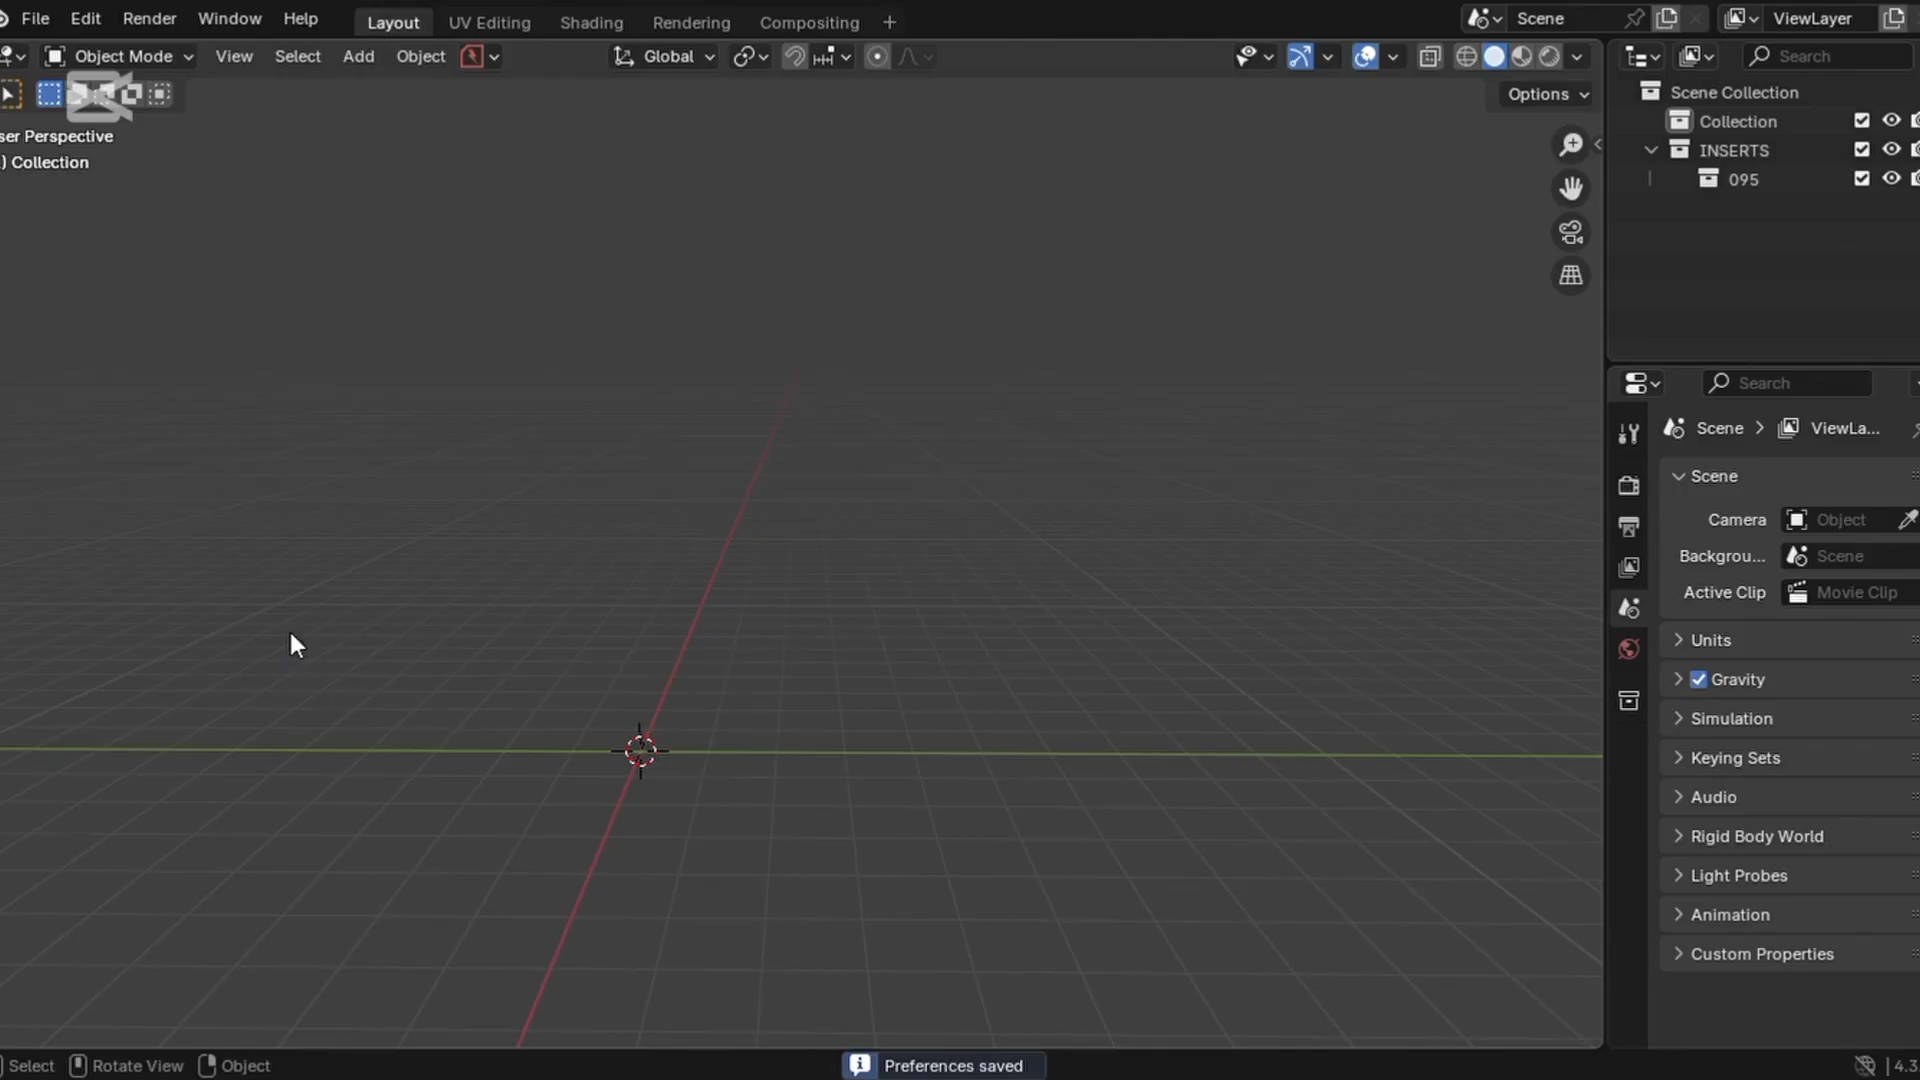 File Edit Render Window Help Layout UV Editing Shading Rendering Compositing + Scene ViewLayer
Object Mode View Select Add Object Global Search
Options
ser Perspective
) Collection
Scene Collection
Collection
INSERTS
095
Search
Scene > ViewLa...
Scene
Camera Object
Backgrou... Scene
Active Clip Movie Clip
Units
Gravity
Simulation
Keying Sets
Audio
Rigid Body World
Light Probes
Animation
Custom Properties
Select Rotate View Object Preferences saved 4.3